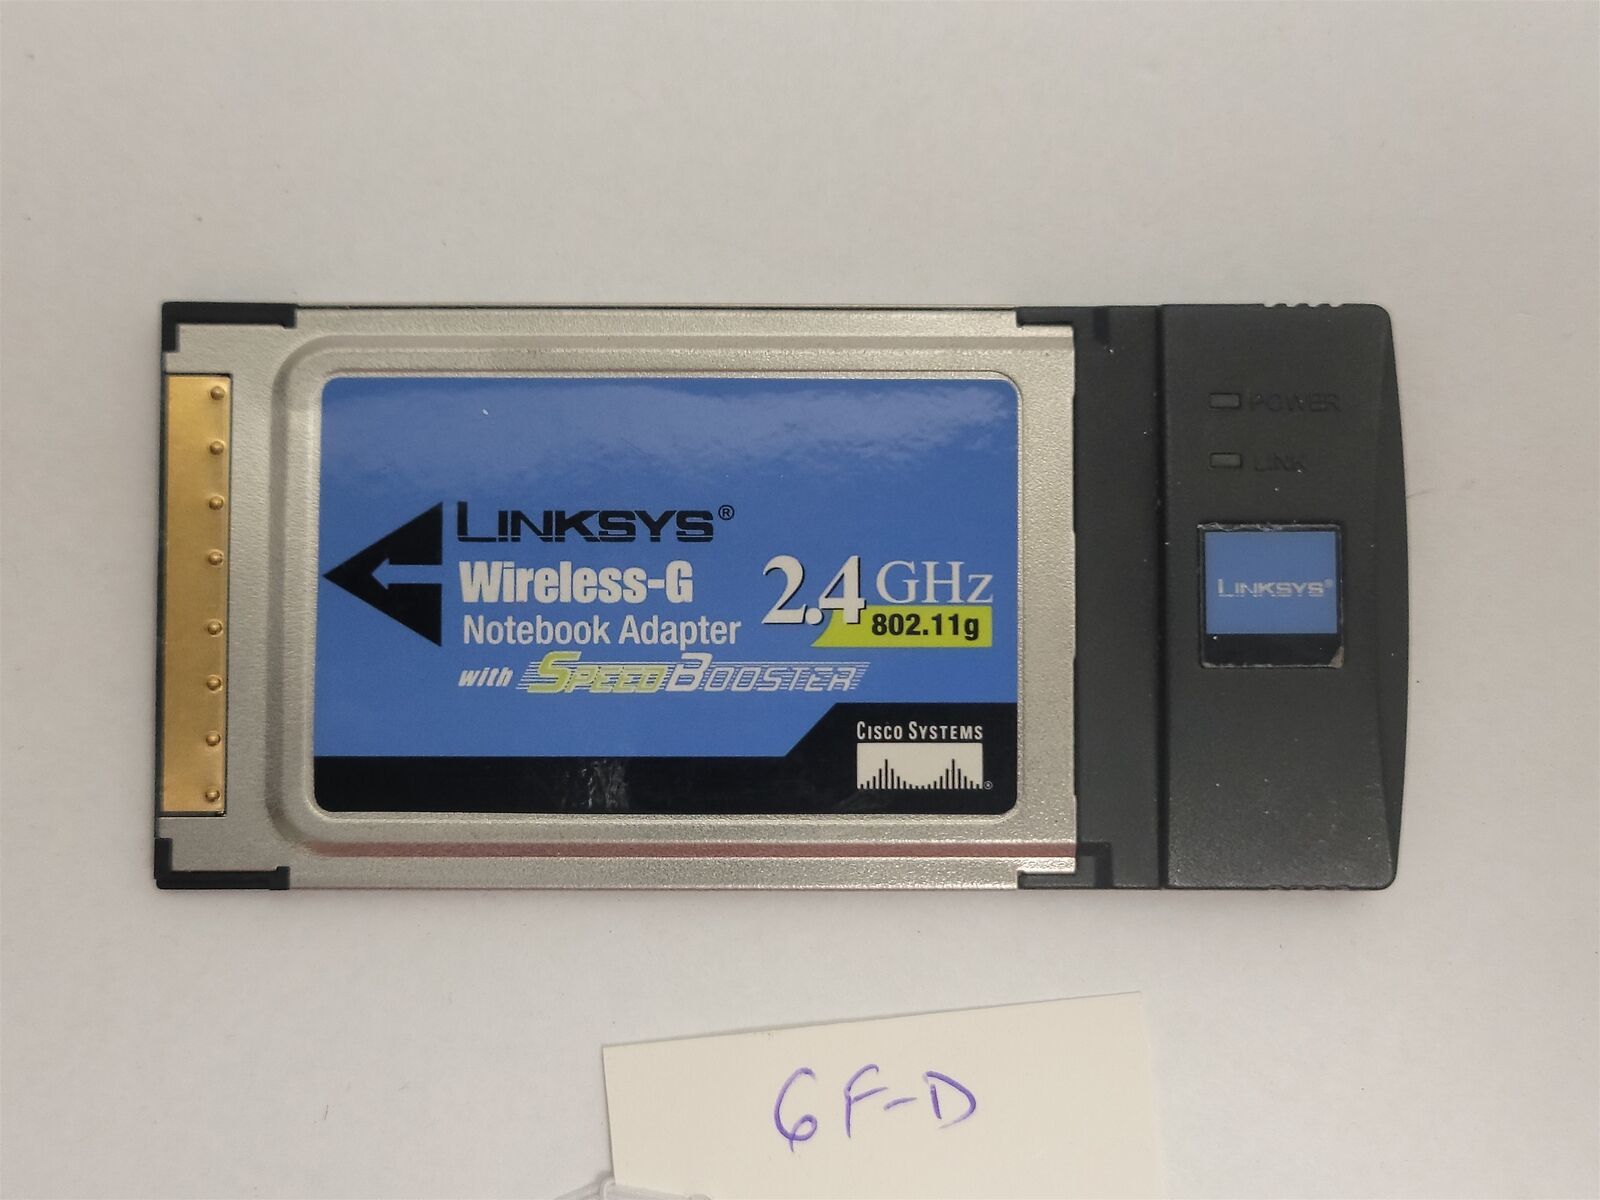 POWER
LINK
LINKSYS®
Wireless-G
Notebook Adapter
with SPEEDBOOSTER
2.4 GHz
802.11g
LINKSYS®
CISCO SYSTEMS
®
6F-D